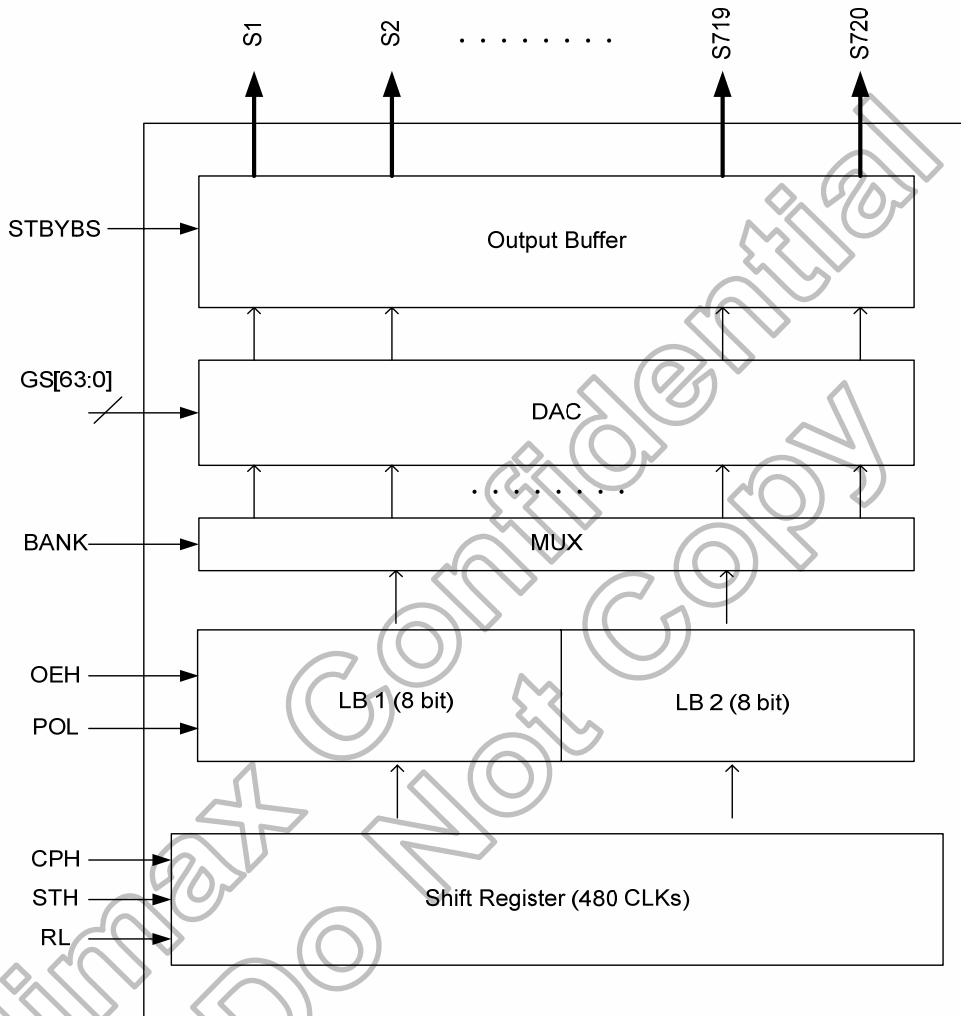 S1 S2 . . . . . . . . S719 S720
STBYBS
Output Buffer
GS[63:0]
DAC
. . . . . . . . .
BANK
MUX
OEH
POL
LB 1 (8 bit)
LB 2 (8 bit)
CPH
STH
RL
Shift Register (480 CLKs)
Confidential
Do Not Copy